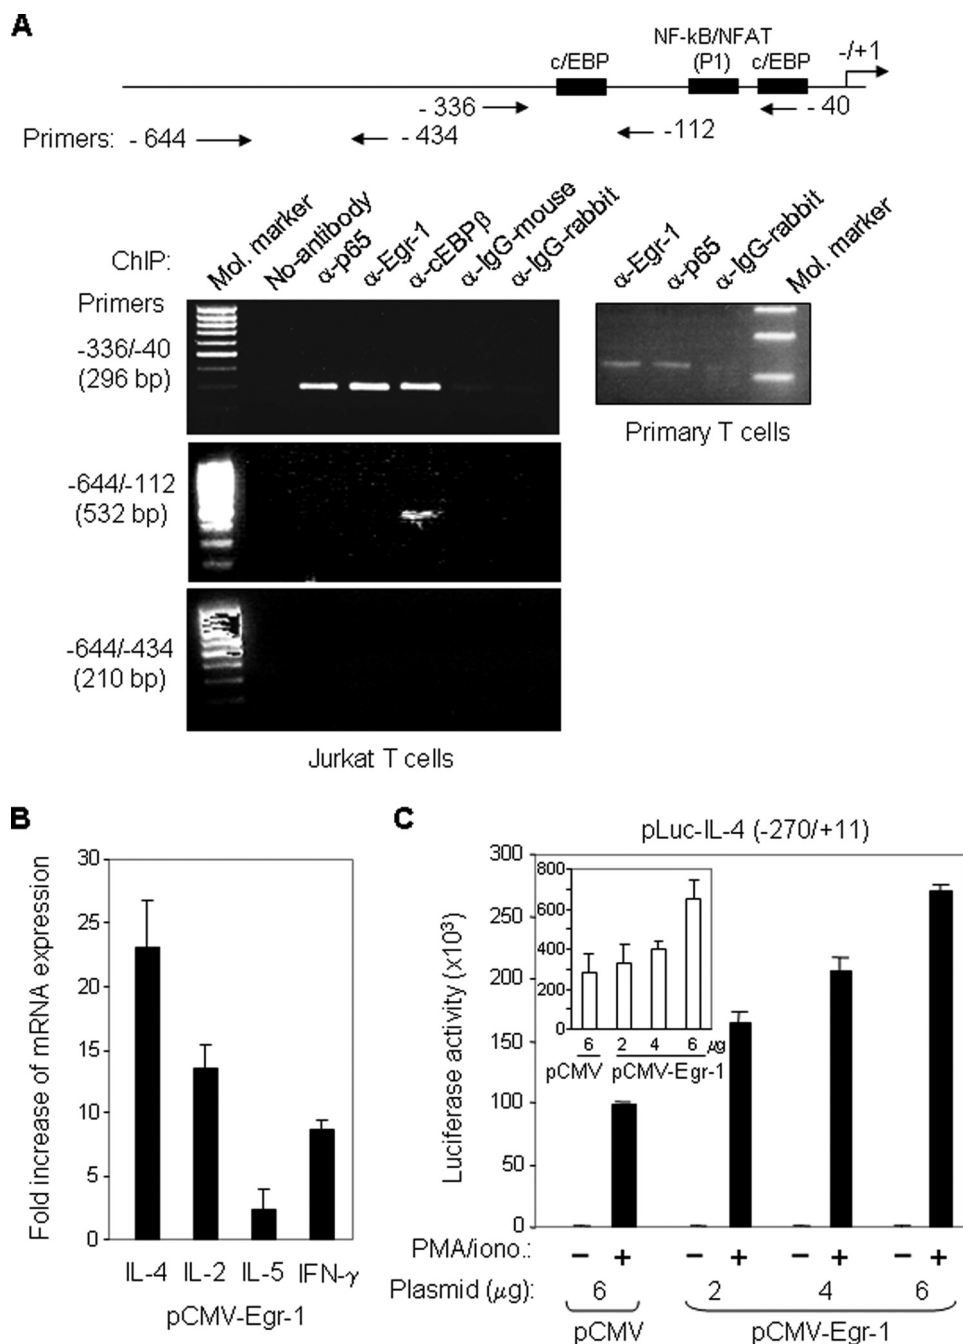 A
NF-kB/NFAT
c/EBP (P1) c/EBP -/+1
- 336 - 40
Primers: - 644 - 434 -112
ChIP: Mol. marker No-antibody α-p65 α-Egr-1 α-cEBPβ α-IgG-mouse α-IgG-rabbit
α-Egr-1 α-p65 α-IgG-rabbit Mol. marker
Primers
-336/-40
(296 bp)
Primary T cells
-644/-112
(532 bp)
-644/-434
(210 bp)
Jurkat T cells
B
Fold increase of mRNA expression
30
25
20
15
10
5
0
IL-4 IL-2 IL-5 IFN-γ
pCMV-Egr-1
C
pLuc-IL-4 (-270/+11)
Luciferase activity (x10³)
300
250
200
150
100
50
0
800
600
400
200
0
6 2 4 6 µg
pCMV pCMV-Egr-1
PMA/iono.: − + − + − + − +
Plasmid (µg): 6 2 4 6
pCMV pCMV-Egr-1